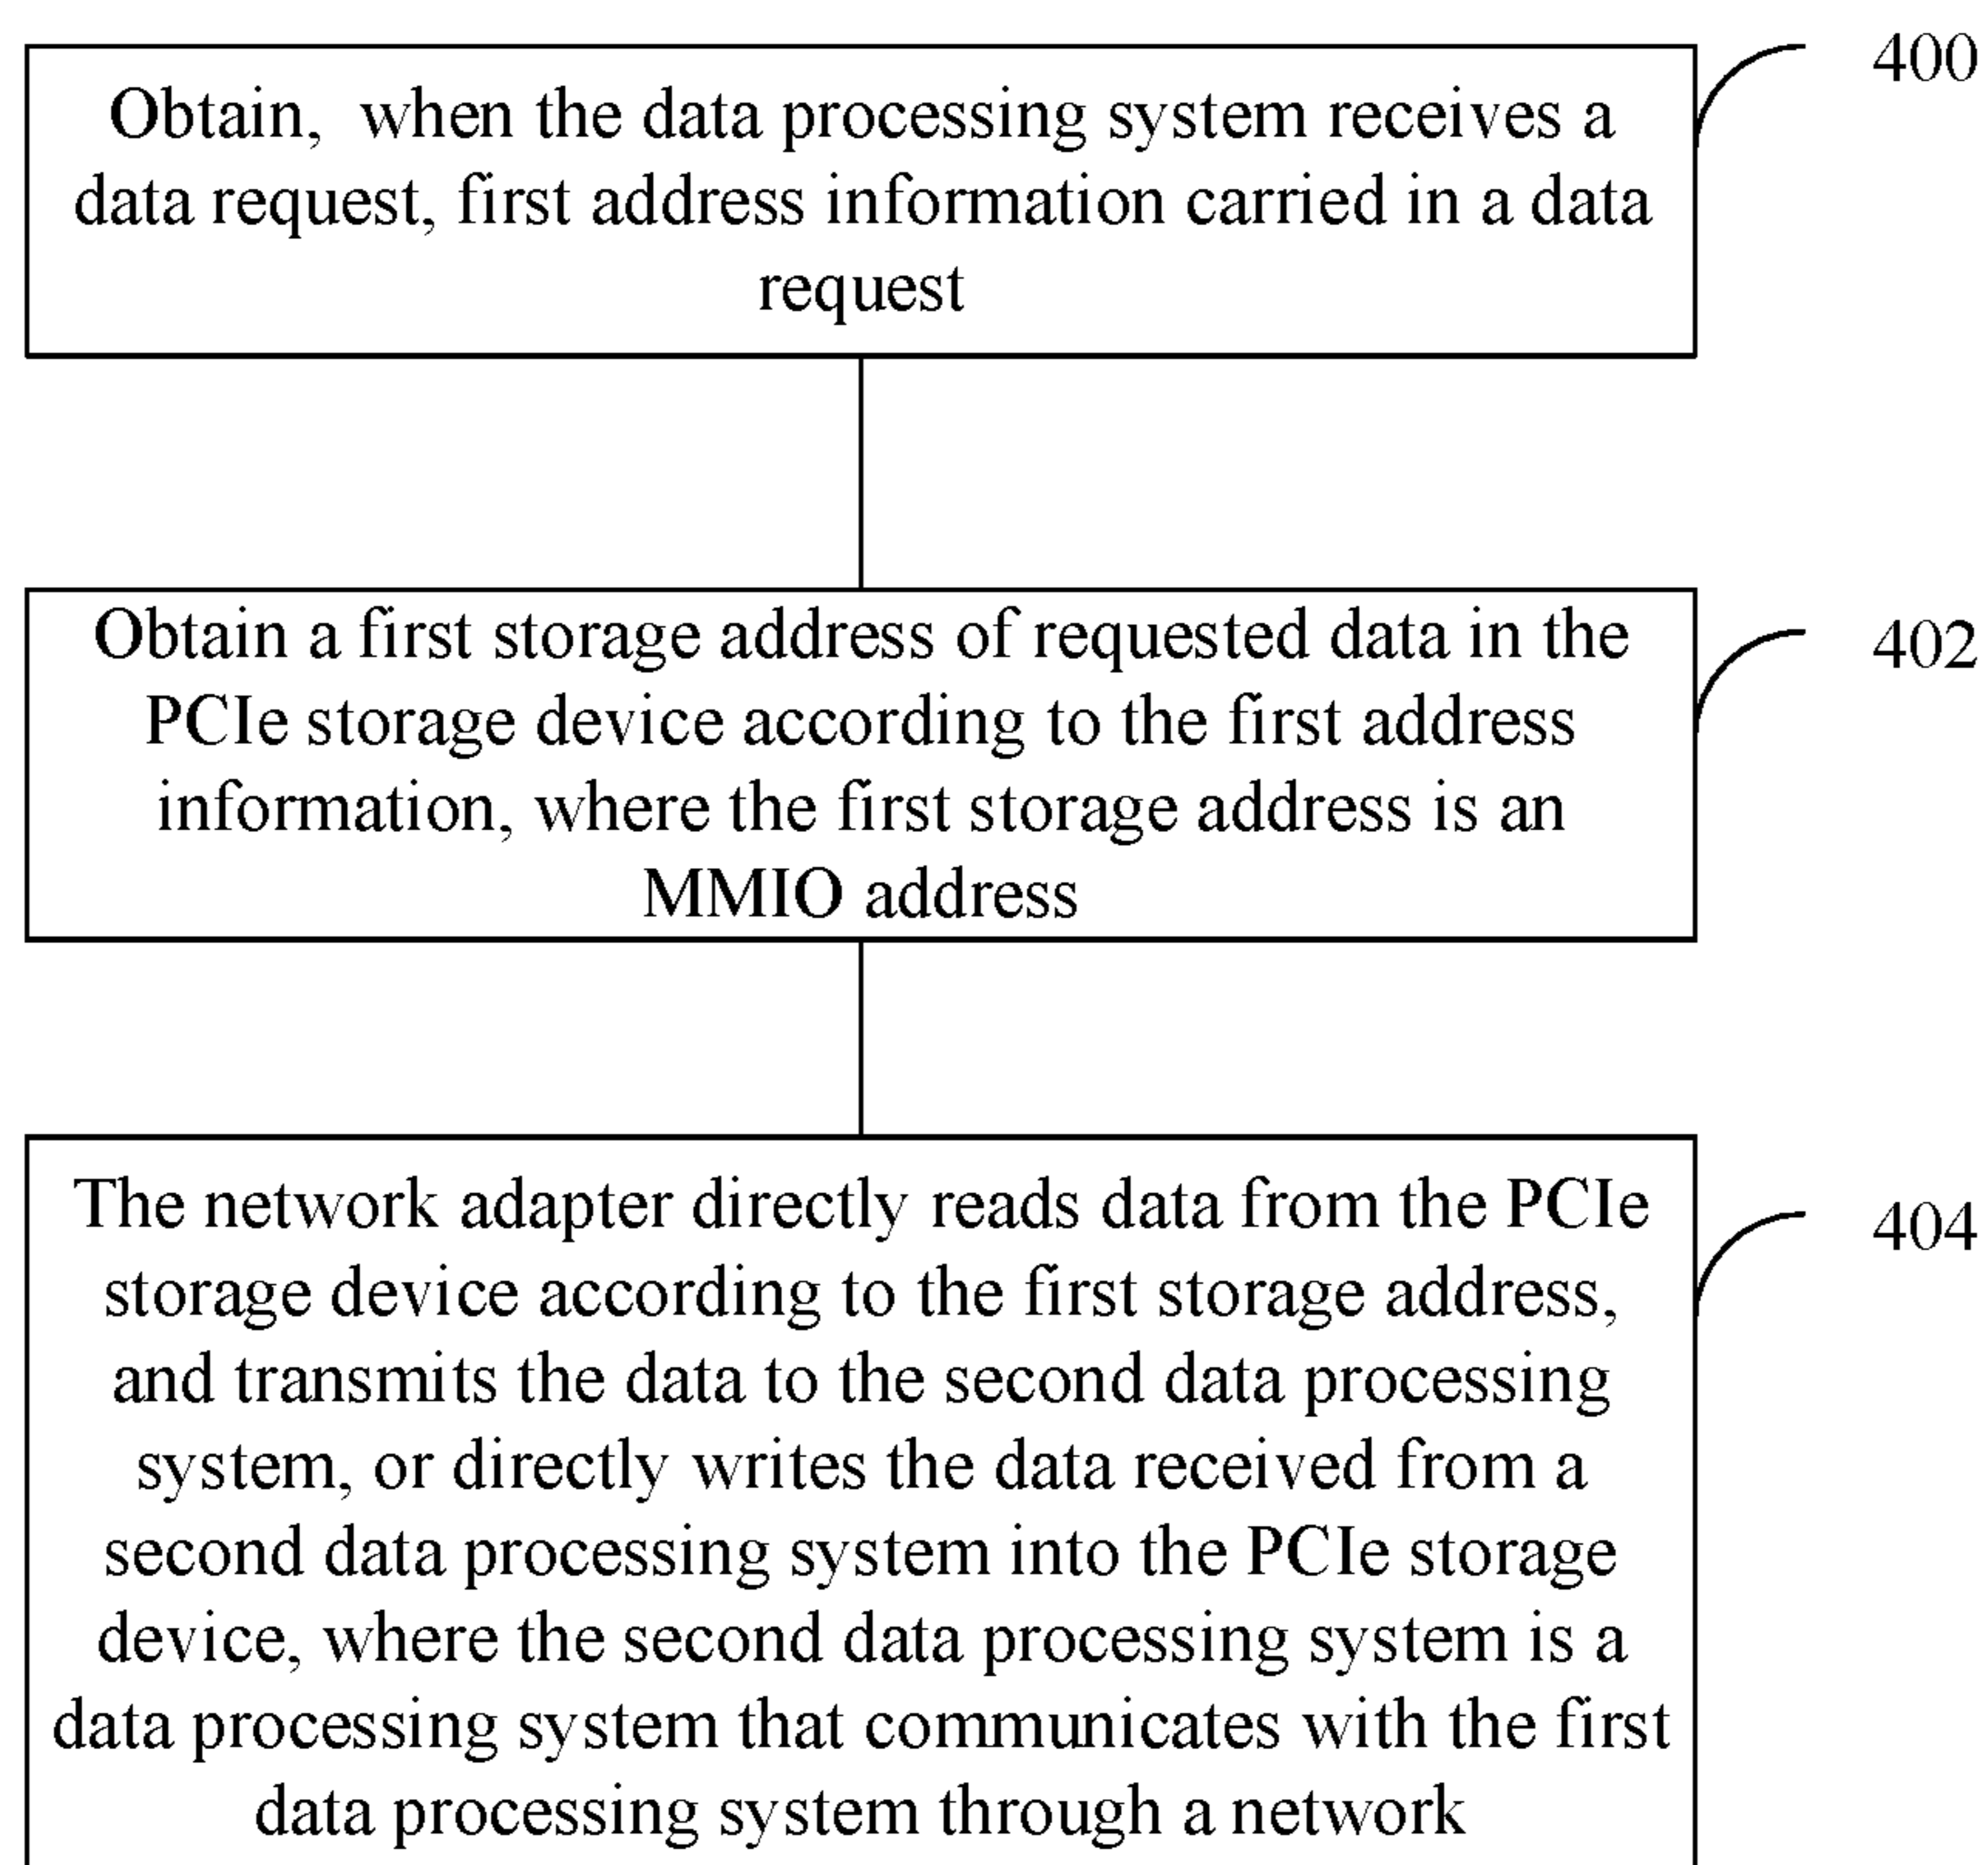 Obtain, when the data processing system receives a
data request, first address information carried in a data
request
400
Obtain a first storage address of requested data in the
PCIe storage device according to the first address
information, where the first storage address is an
MMIO address
402
The network adapter directly reads data from the PCIe
storage device according to the first storage address,
and transmits the data to the second data processing
system, or directly writes the data received from a
second data processing system into the PCIe storage
device, where the second data processing system is a
data processing system that communicates with the first
data processing system through a network
404